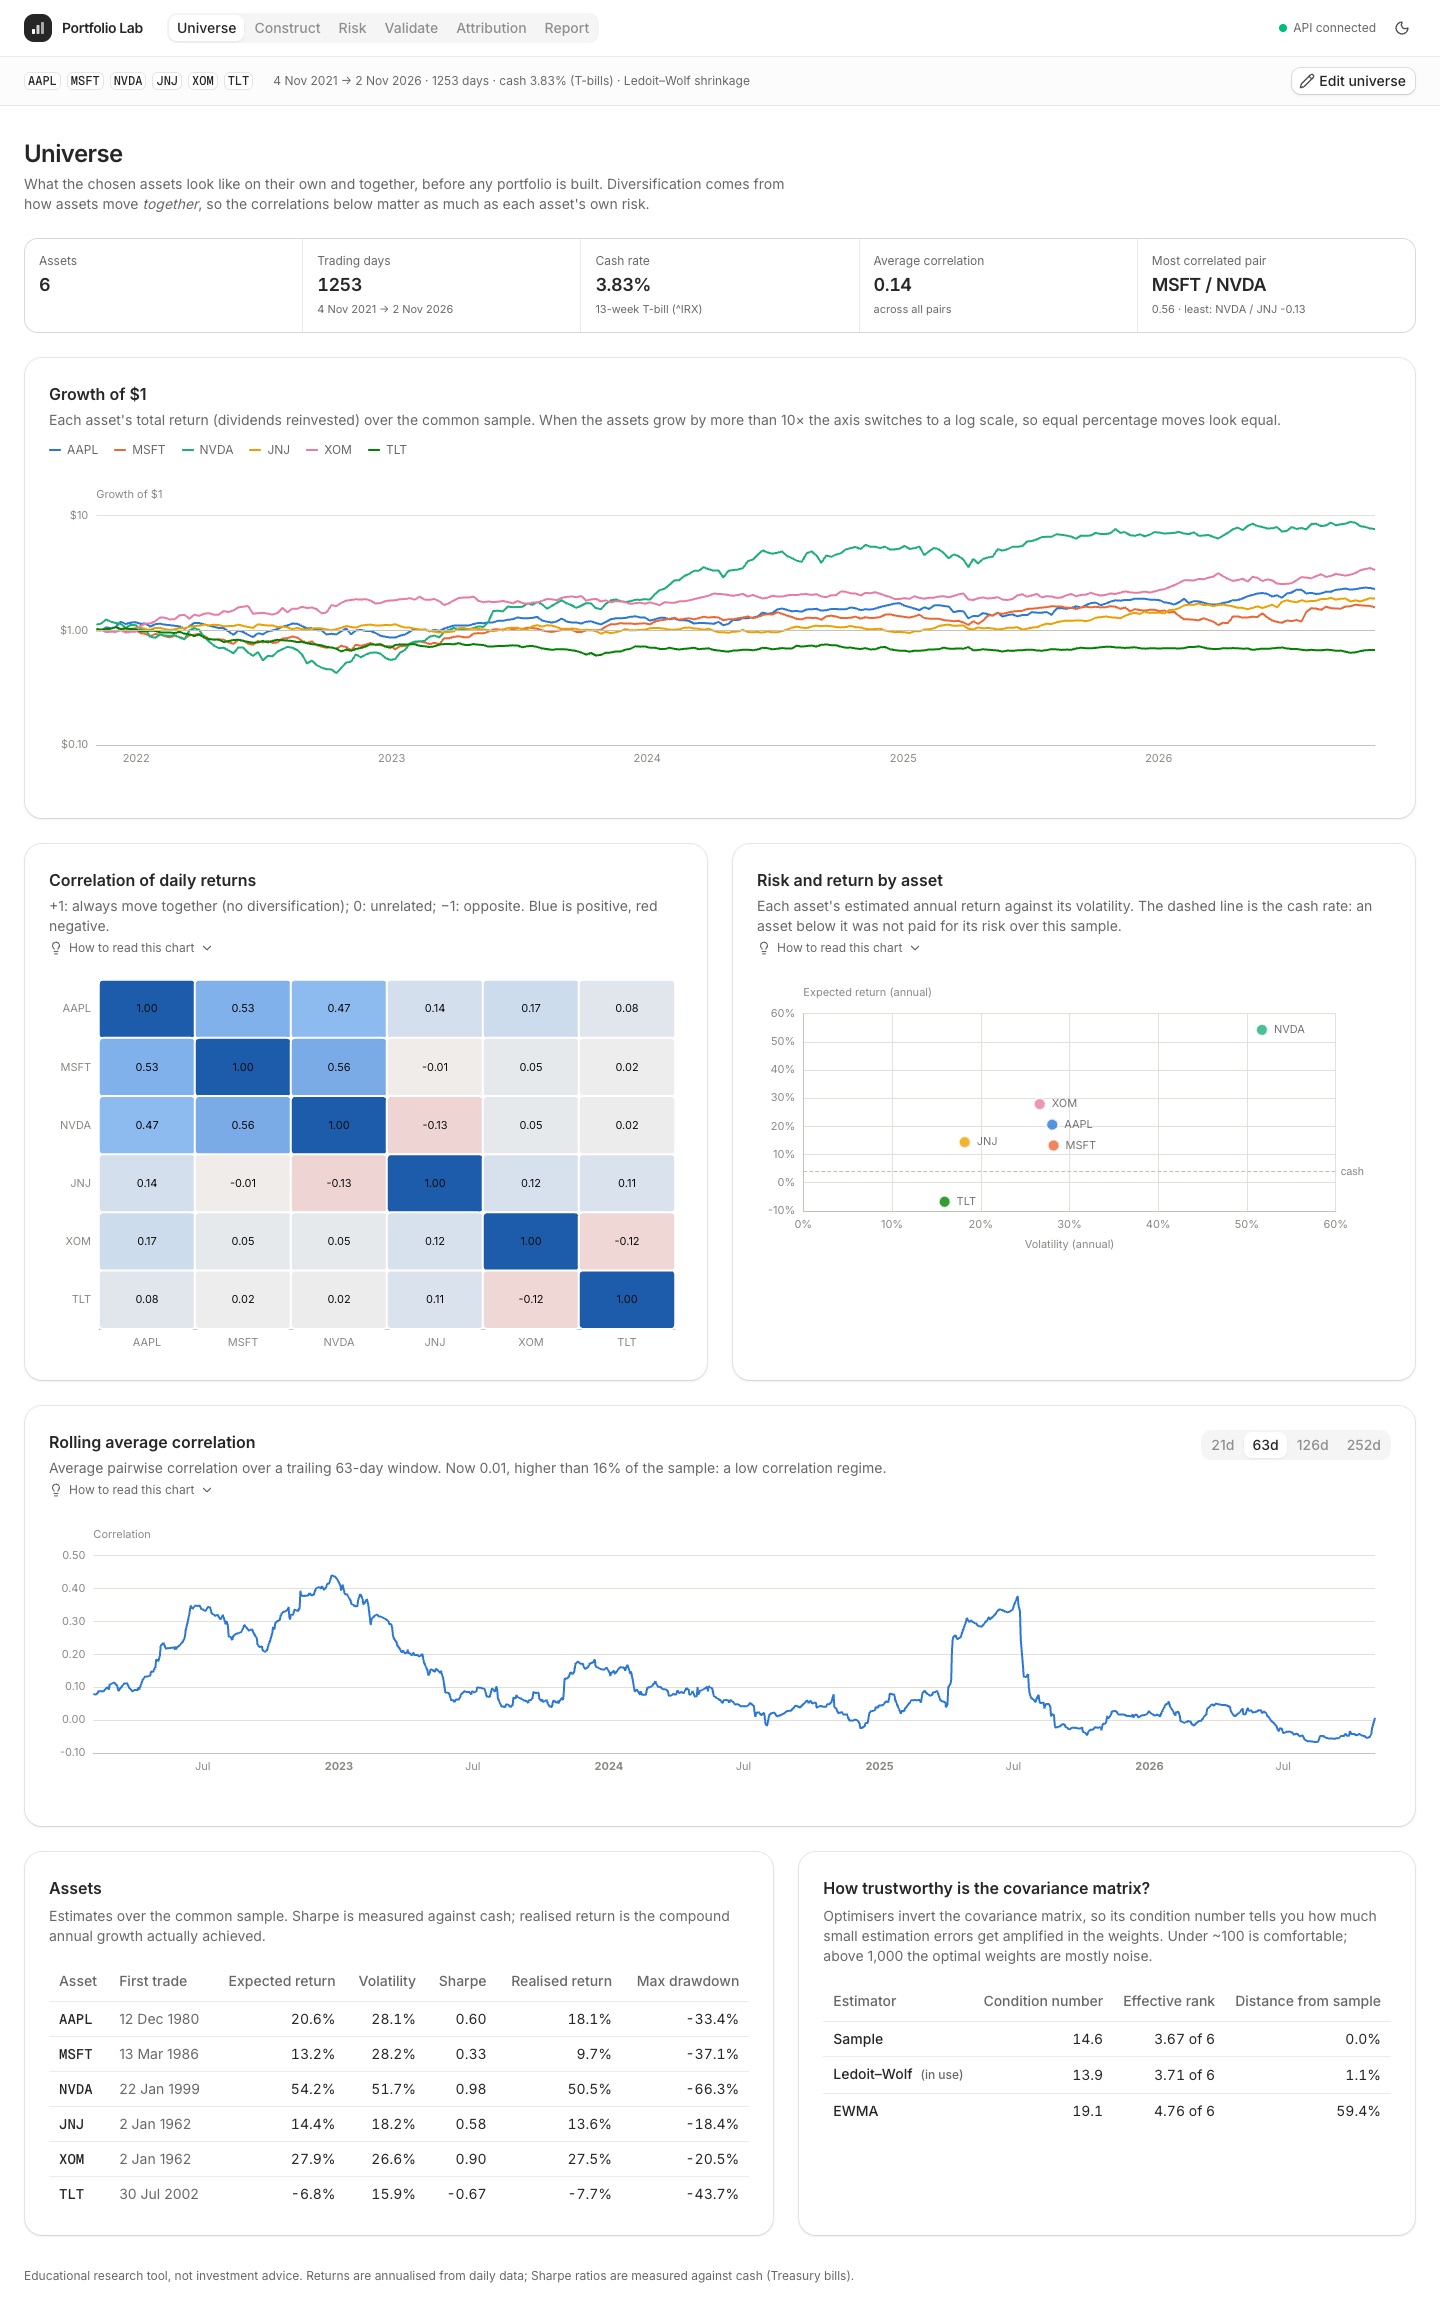 Portfolio Lab
Universe Construct Risk Validate Attribution Report
API connected
AAPL MSFT NVDA JNJ XOM TLT
4 Nov 2021 → 2 Nov 2026 · 1253 days · cash 3.83% (T-bills) · Ledoit–Wolf shrinkage
Edit universe
Universe
What the chosen assets look like on their own and together, before any portfolio is built. Diversification comes from
how assets move together, so the correlations below matter as much as each asset's own risk.
Assets
6
Trading days
1253
4 Nov 2021 → 2 Nov 2026
Cash rate
3.83%
13-week T-bill (^IRX)
Average correlation
0.14
across all pairs
Most correlated pair
MSFT / NVDA
0.56 · least: NVDA / JNJ -0.13
Growth of $1
Each asset's total return (dividends reinvested) over the common sample. When the assets grow by more than 10× the axis switches to a log scale, so equal percentage moves look equal.
AAPL MSFT NVDA JNJ XOM TLT
Growth of $1
$10
$1.00
$0.10
2022 2023 2024 2025 2026
Correlation of daily returns
+1: always move together (no diversification); 0: unrelated; −1: opposite. Blue is positive, red
negative.
How to read this chart
AAPL 1.00 0.53 0.47 0.14 0.17 0.08
MSFT 0.53 1.00 0.56 -0.01 0.05 0.02
NVDA 0.47 0.56 1.00 -0.13 0.05 0.02
JNJ 0.14 -0.01 -0.13 1.00 0.12 0.11
XOM 0.17 0.05 0.05 0.12 1.00 -0.12
TLT 0.08 0.02 0.02 0.11 -0.12 1.00
AAPL MSFT NVDA JNJ XOM TLT
Risk and return by asset
Each asset's estimated annual return against its volatility. The dashed line is the cash rate: an
asset below it was not paid for its risk over this sample.
How to read this chart
Expected return (annual)
60%
50%
40%
30%
20%
10%
0%
-10%
NVDA
XOM
AAPL
JNJ
MSFT
cash
TLT
0% 10% 20% 30% 40% 50% 60%
Volatility (annual)
Rolling average correlation
21d 63d 126d 252d
Average pairwise correlation over a trailing 63-day window. Now 0.01, higher than 16% of the sample: a low correlation regime.
How to read this chart
Correlation
0.50
0.40
0.30
0.20
0.10
0.00
-0.10
Jul 2023 Jul 2024 Jul 2025 Jul 2026 Jul
Assets
Estimates over the common sample. Sharpe is measured against cash; realised return is the compound
annual growth actually achieved.
Asset First trade Expected return Volatility Sharpe Realised return Max drawdown
AAPL 12 Dec 1980 20.6% 28.1% 0.60 18.1% -33.4%
MSFT 13 Mar 1986 13.2% 28.2% 0.33 9.7% -37.1%
NVDA 22 Jan 1999 54.2% 51.7% 0.98 50.5% -66.3%
JNJ 2 Jan 1962 14.4% 18.2% 0.58 13.6% -18.4%
XOM 2 Jan 1962 27.9% 26.6% 0.90 27.5% -20.5%
TLT 30 Jul 2002 -6.8% 15.9% -0.67 -7.7% -43.7%
How trustworthy is the covariance matrix?
Optimisers invert the covariance matrix, so its condition number tells you how much
small estimation errors get amplified in the weights. Under ~100 is comfortable;
above 1,000 the optimal weights are mostly noise.
Estimator Condition number Effective rank Distance from sample
Sample 14.6 3.67 of 6 0.0%
Ledoit–Wolf (in use) 13.9 3.71 of 6 1.1%
EWMA 19.1 4.76 of 6 59.4%
Educational research tool, not investment advice. Returns are annualised from daily data; Sharpe ratios are measured against cash (Treasury bills).